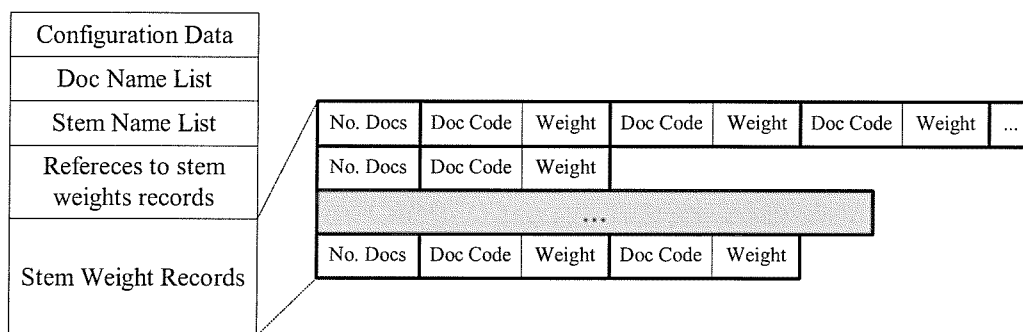 Configuration Data
Doc Name List
Stem Name List
Refereces to stem
weights records
Stem Weight Records
No. Docs Doc Code Weight Doc Code Weight Doc Code Weight ...
No. Docs Doc Code Weight
...
No. Docs Doc Code Weight Doc Code Weight